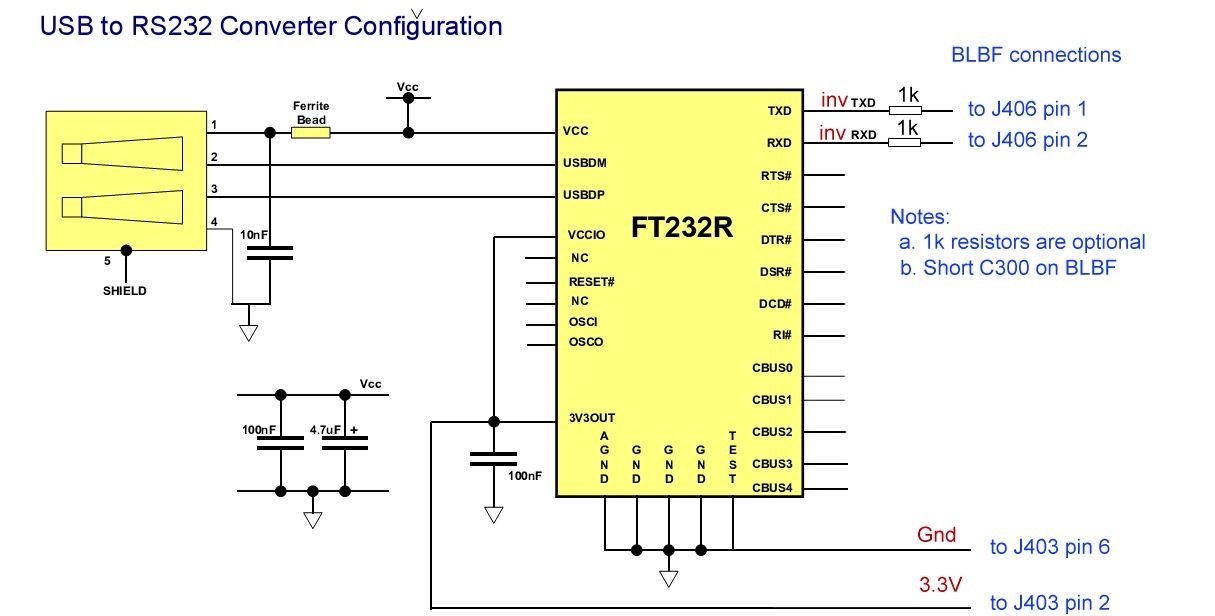 USB to RS232 Converter Configuration
BLBF connections
Vcc
Ferrite
Bead
1
2
3
4
5
SHIELD
10nF
VCC
USBDM
USBDP
VCCIO
NC
RESET#
NC
OSCI
OSCO
3V3OUT
FT232R
TXD
RXD
RTS#
CTS#
DTR#
DSR#
DCD#
RI#
CBUS0
CBUS1
CBUS2
CBUS3
CBUS4
AGND
GND
GND
GND
TEST
inv TXD 1k to J406 pin 1
inv RXD 1k to J406 pin 2
Notes:
a. 1k resistors are optional
b. Short C300 on BLBF
Vcc
100nF
4.7uF +
100nF
Gnd to J403 pin 6
3.3V to J403 pin 2